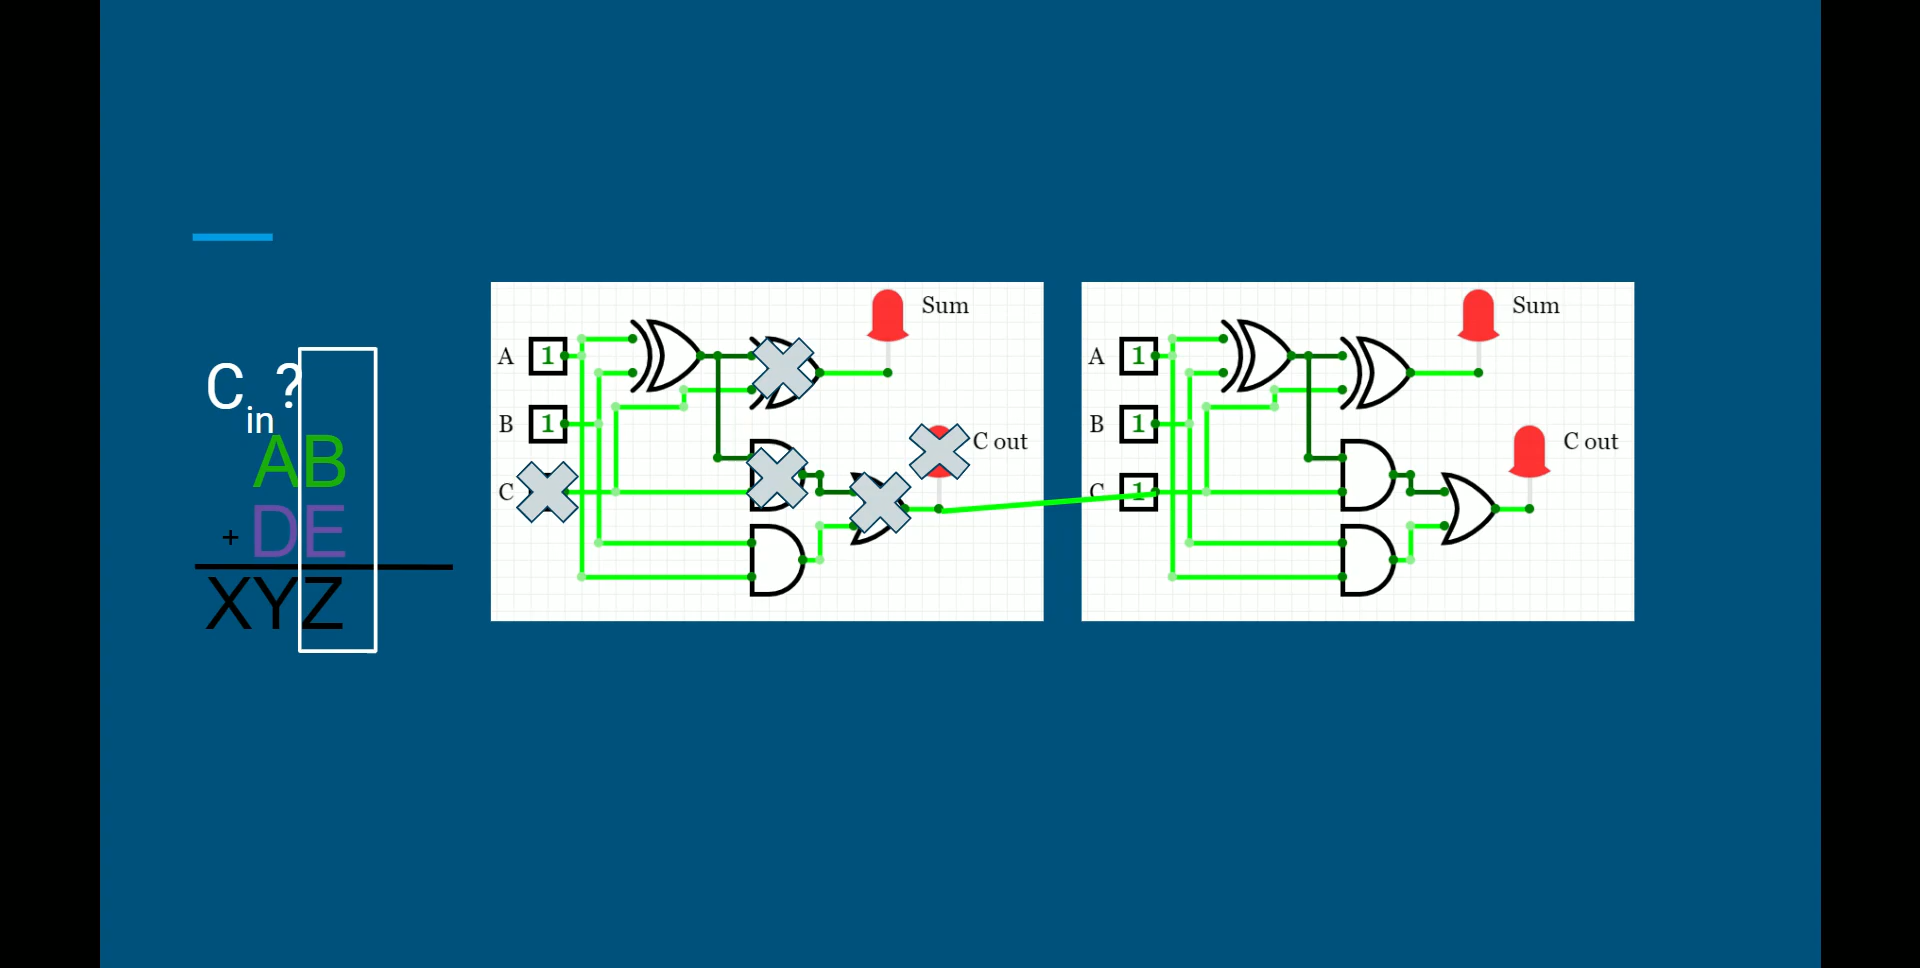 C in ?
AB
+ DE
XYZ
Sum
A 1
B 1
C out
C
Sum
A 1
B 1
C out
C 1